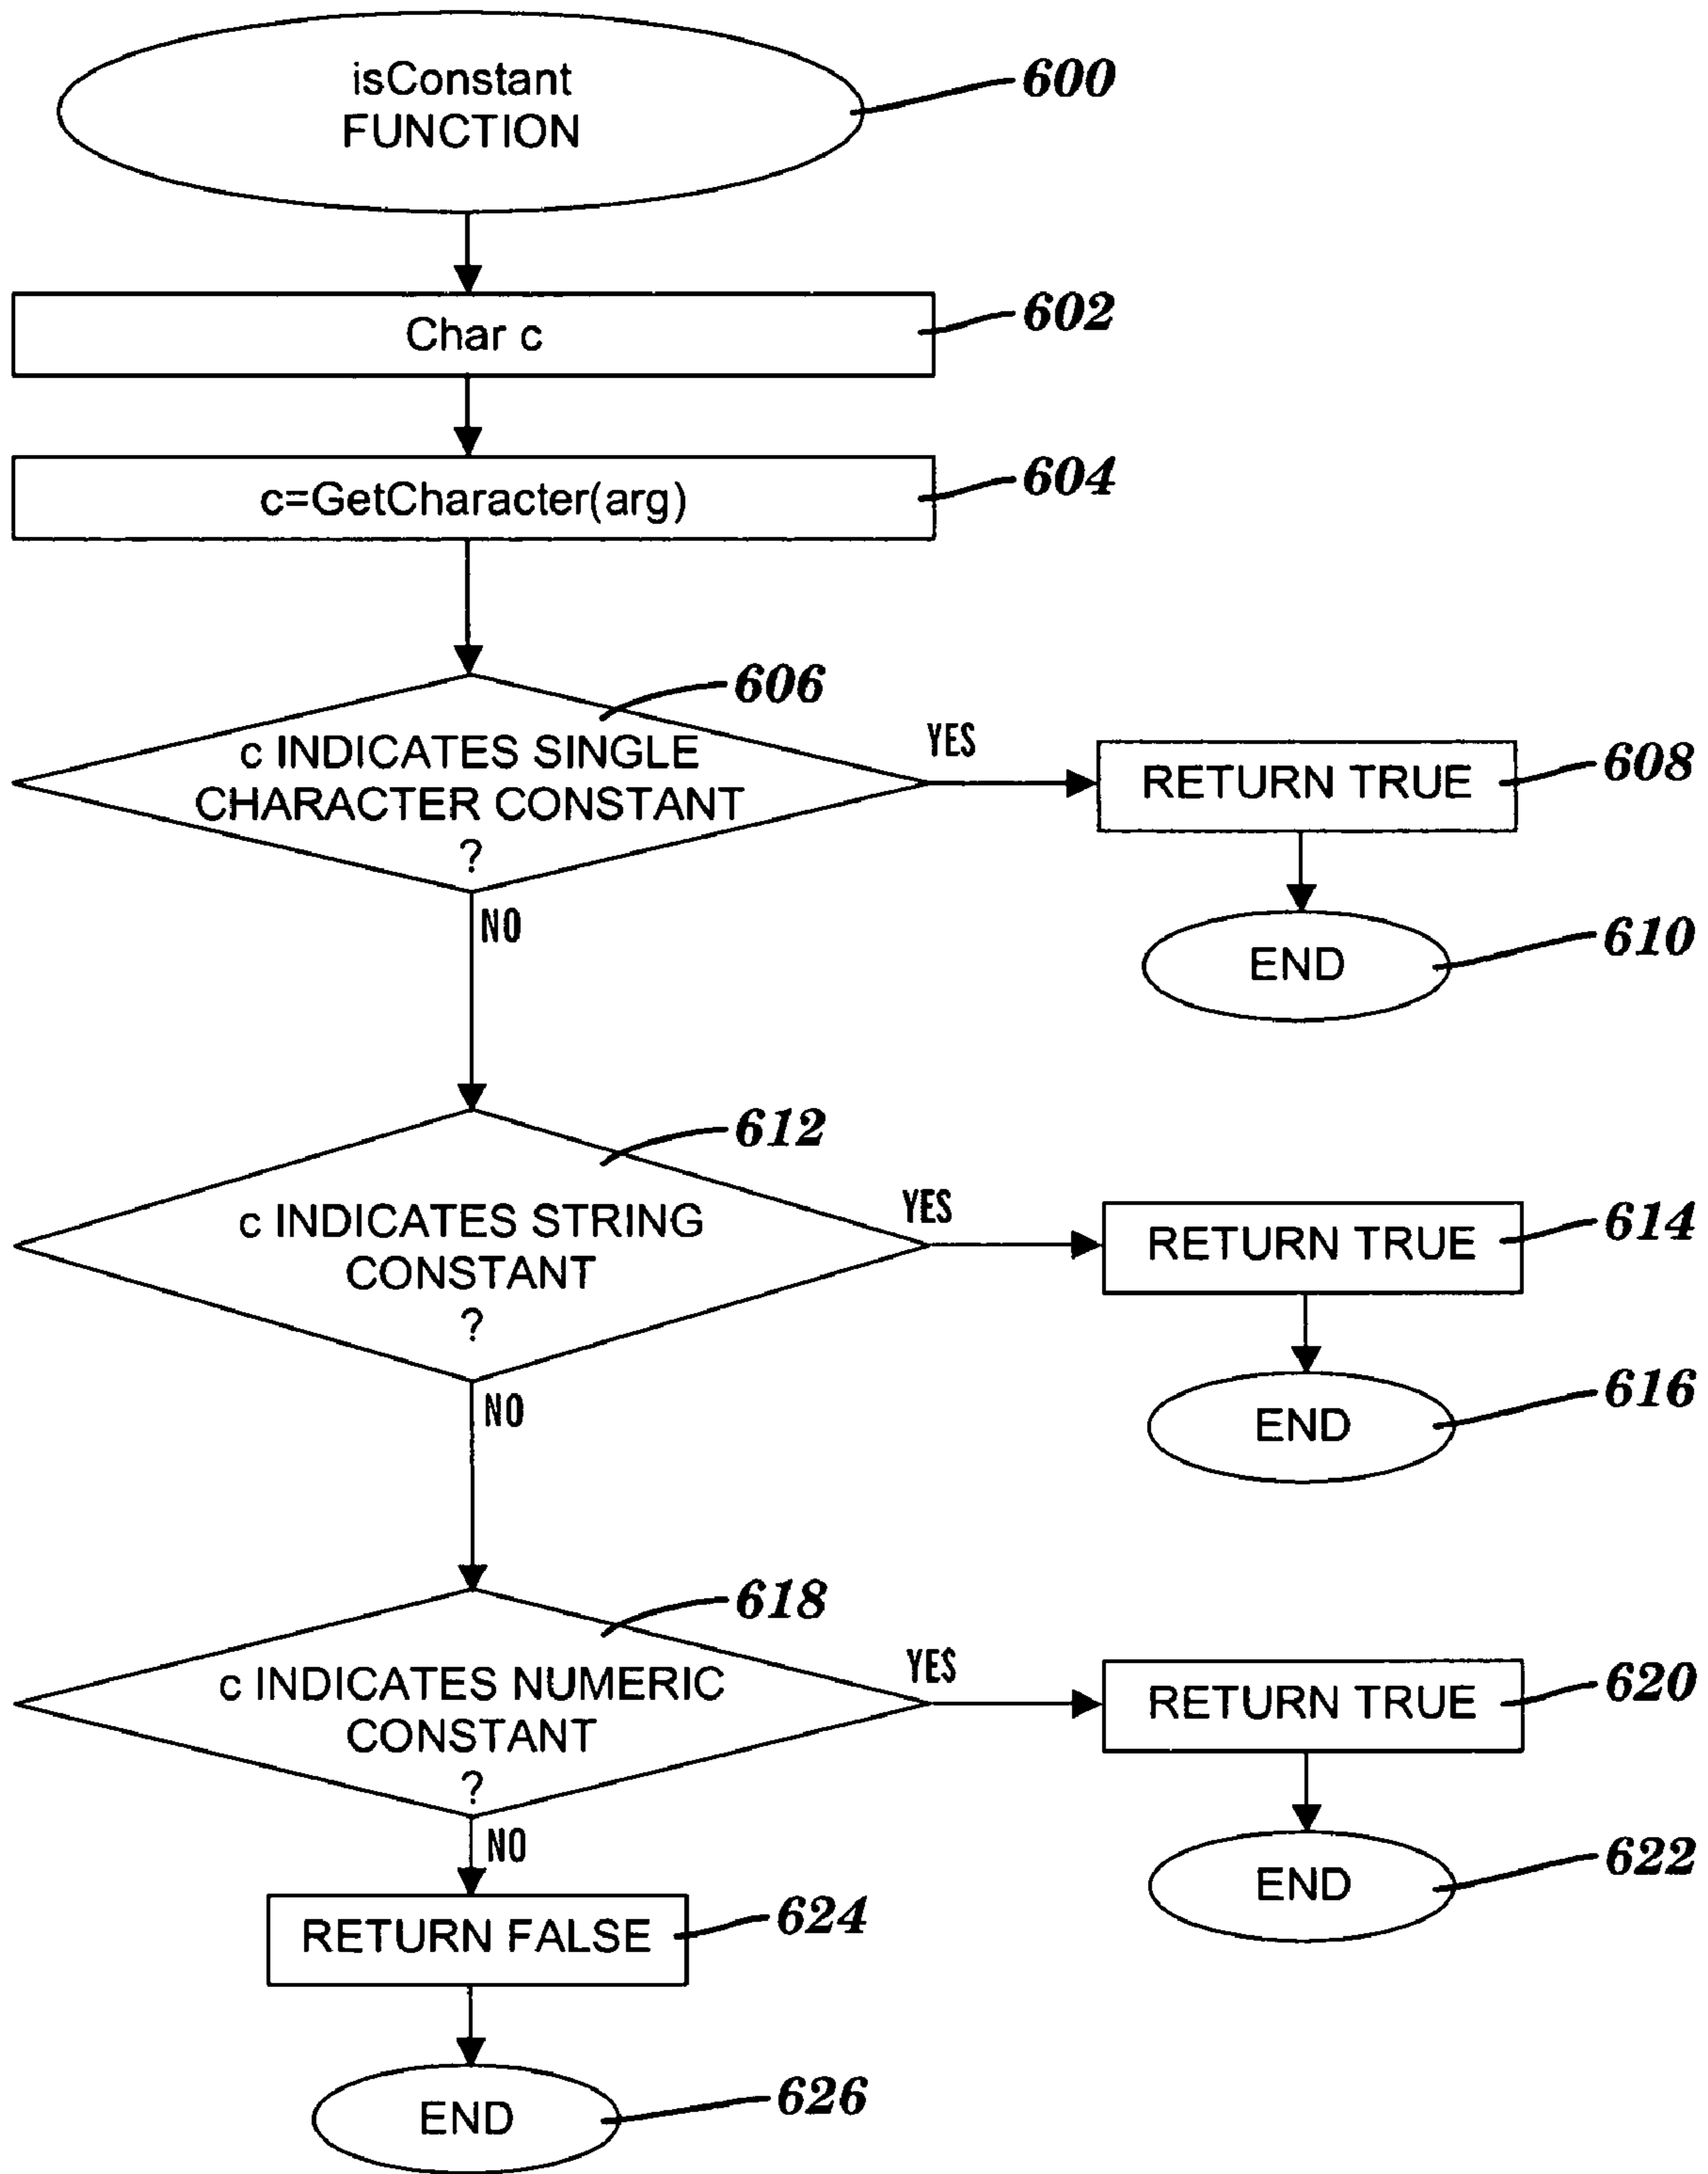 isConstant
FUNCTION
600
Char c
602
c=GetCharacter(arg)
604
606
c INDICATES SINGLE
CHARACTER CONSTANT
?
YES
RETURN TRUE
608
NO
END
610
612
c INDICATES STRING
CONSTANT
?
YES
RETURN TRUE
614
NO
END
616
618
c INDICATES NUMERIC
CONSTANT
?
YES
RETURN TRUE
620
NO
END
622
RETURN FALSE
624
END
626